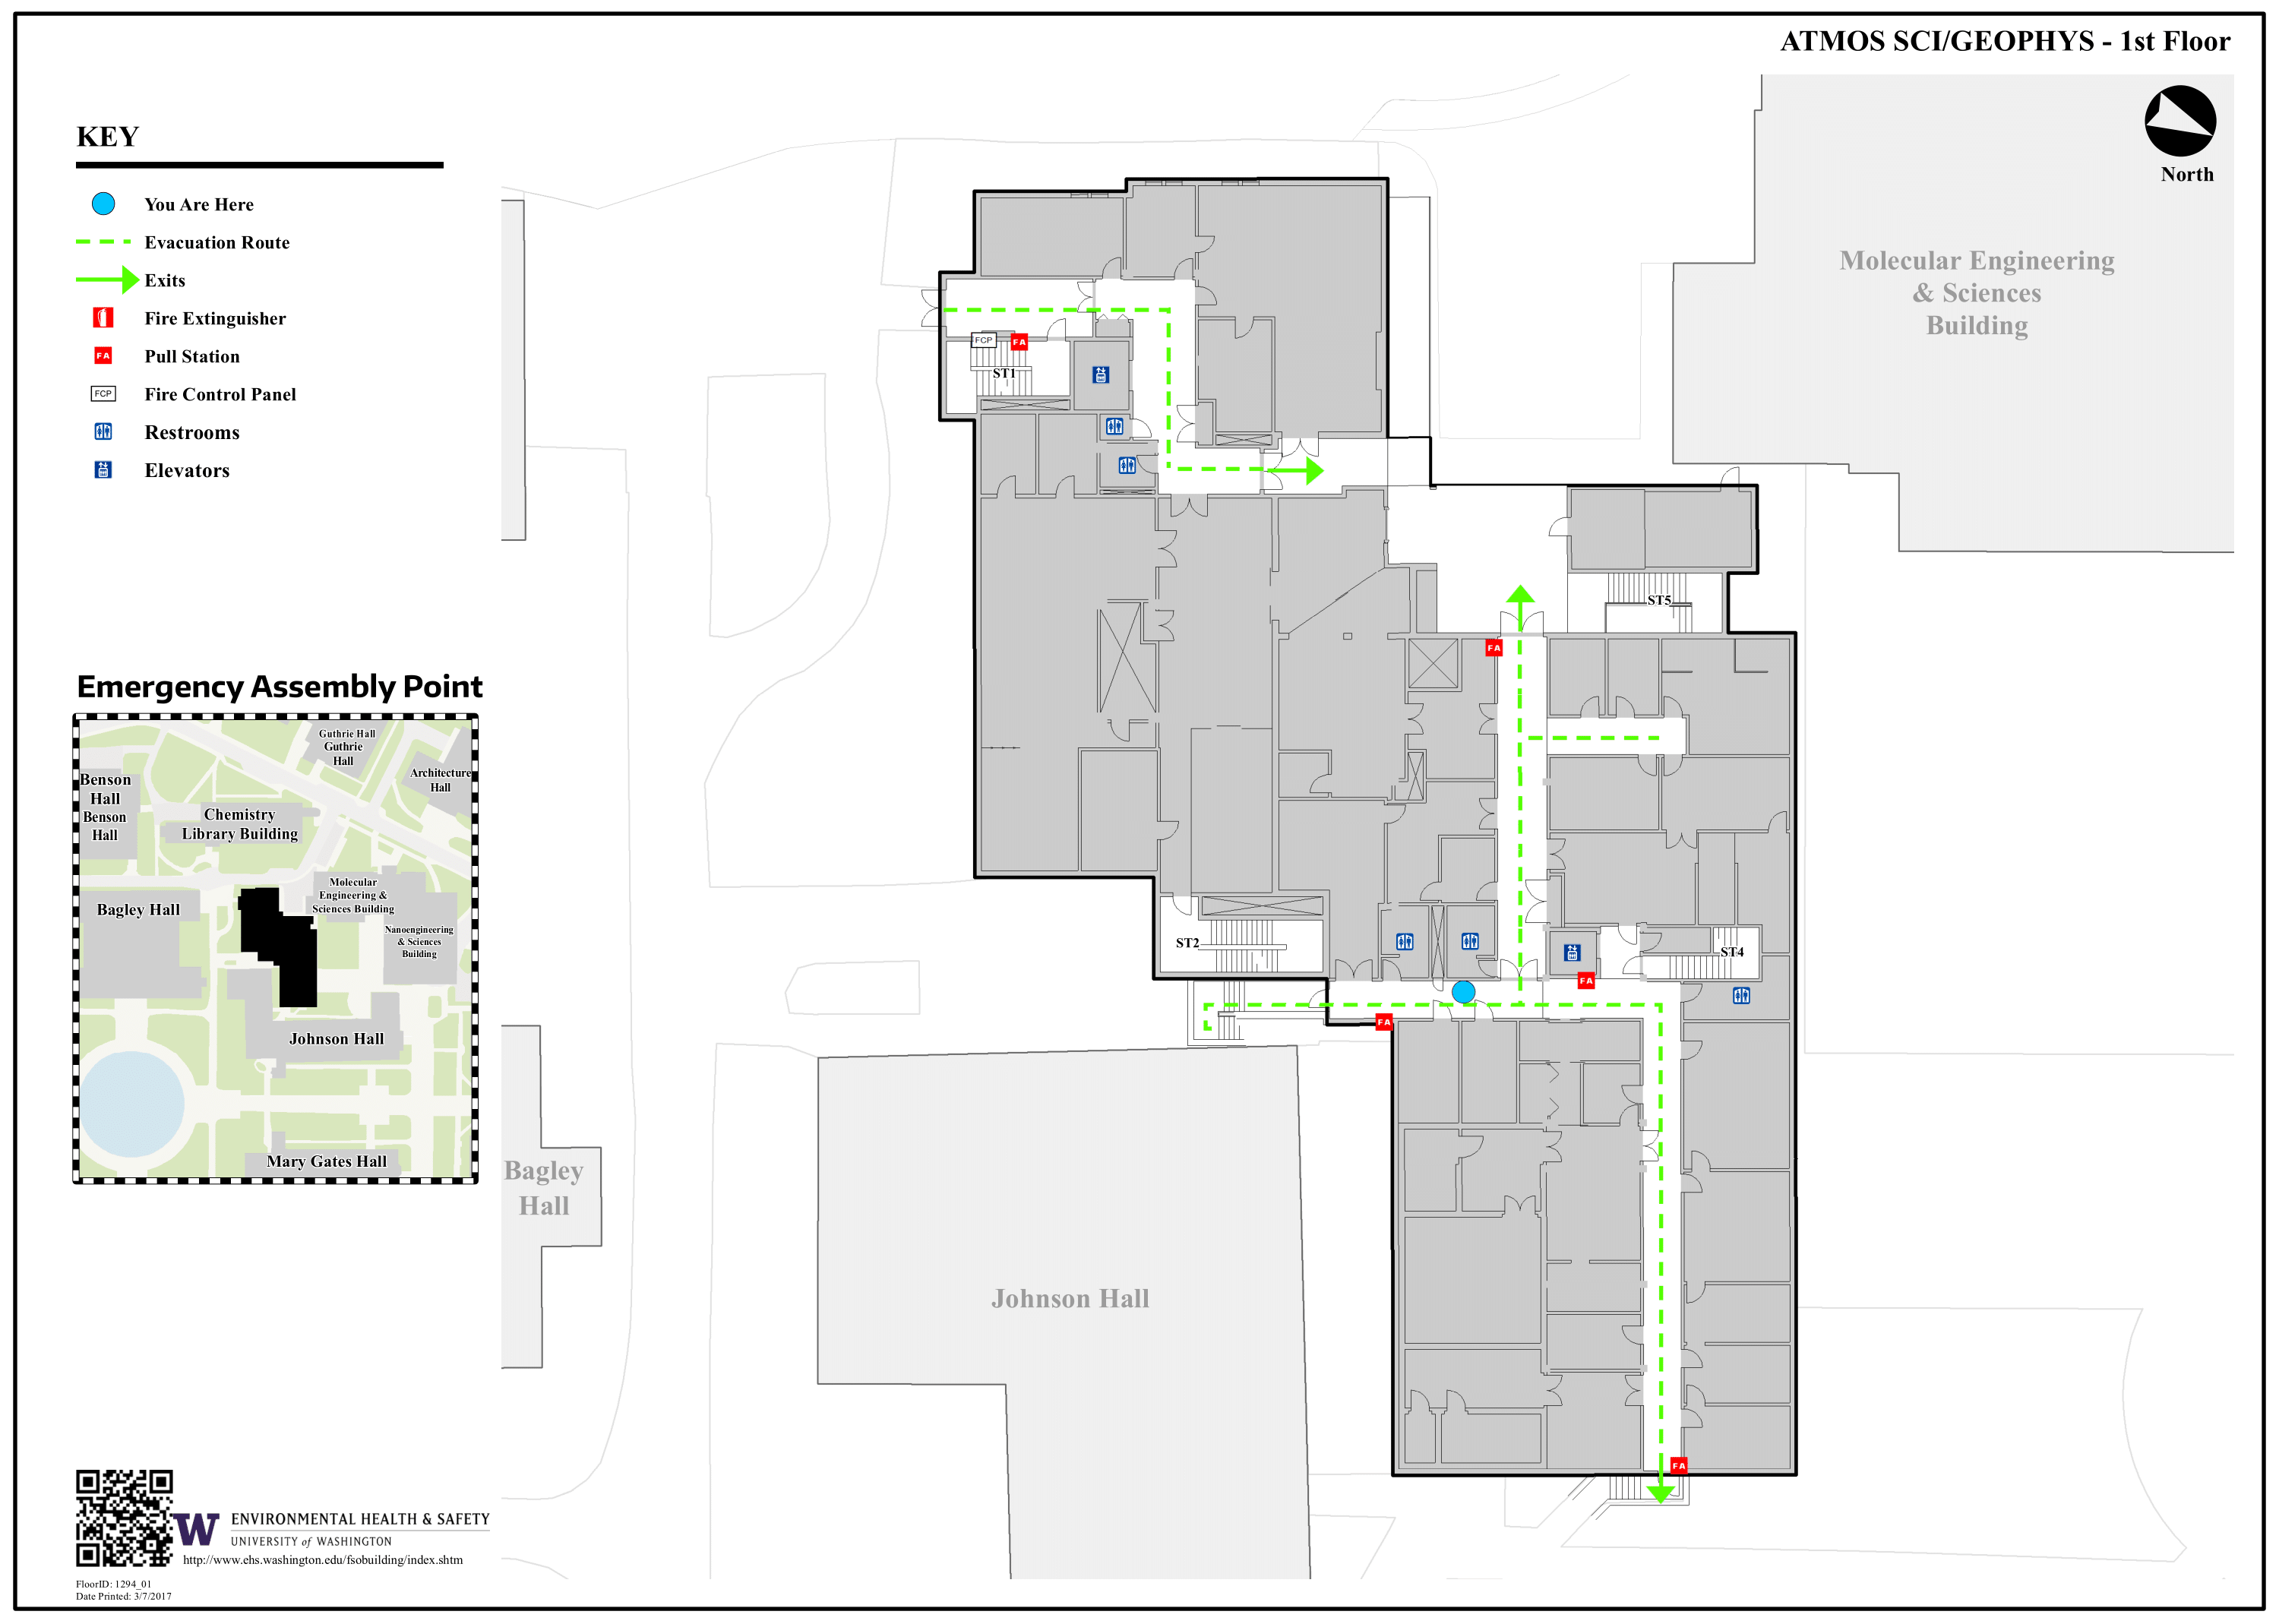 ATMOS SCI/GEOPHYS - 1st Floor
North
KEY
You Are Here
Evacuation Route
Exits
Fire Extinguisher
FA
Pull Station
FCP
Fire Control Panel
Restrooms
Elevators
Molecular Engineering
& Sciences
Building
FCP
FA
ST1
ST5
FA
ST2
ST4
FA
FA
Johnson Hall
Bagley
Hall
FA
Emergency Assembly Point
Guthrie Hall
Guthrie
Hall
Architecture
Hall
Benson
Hall
Benson
Hall
Chemistry
Library Building
Molecular
Engineering &
Sciences Building
Bagley Hall
Nanoengineering
& Sciences
Building
Johnson Hall
Mary Gates Hall
W
ENVIRONMENTAL HEALTH & SAFETY
UNIVERSITY of WASHINGTON
http://www.ehs.washington.edu/fsobuilding/index.shtm
FloorID: 1294_01
Date Printed: 3/7/2017